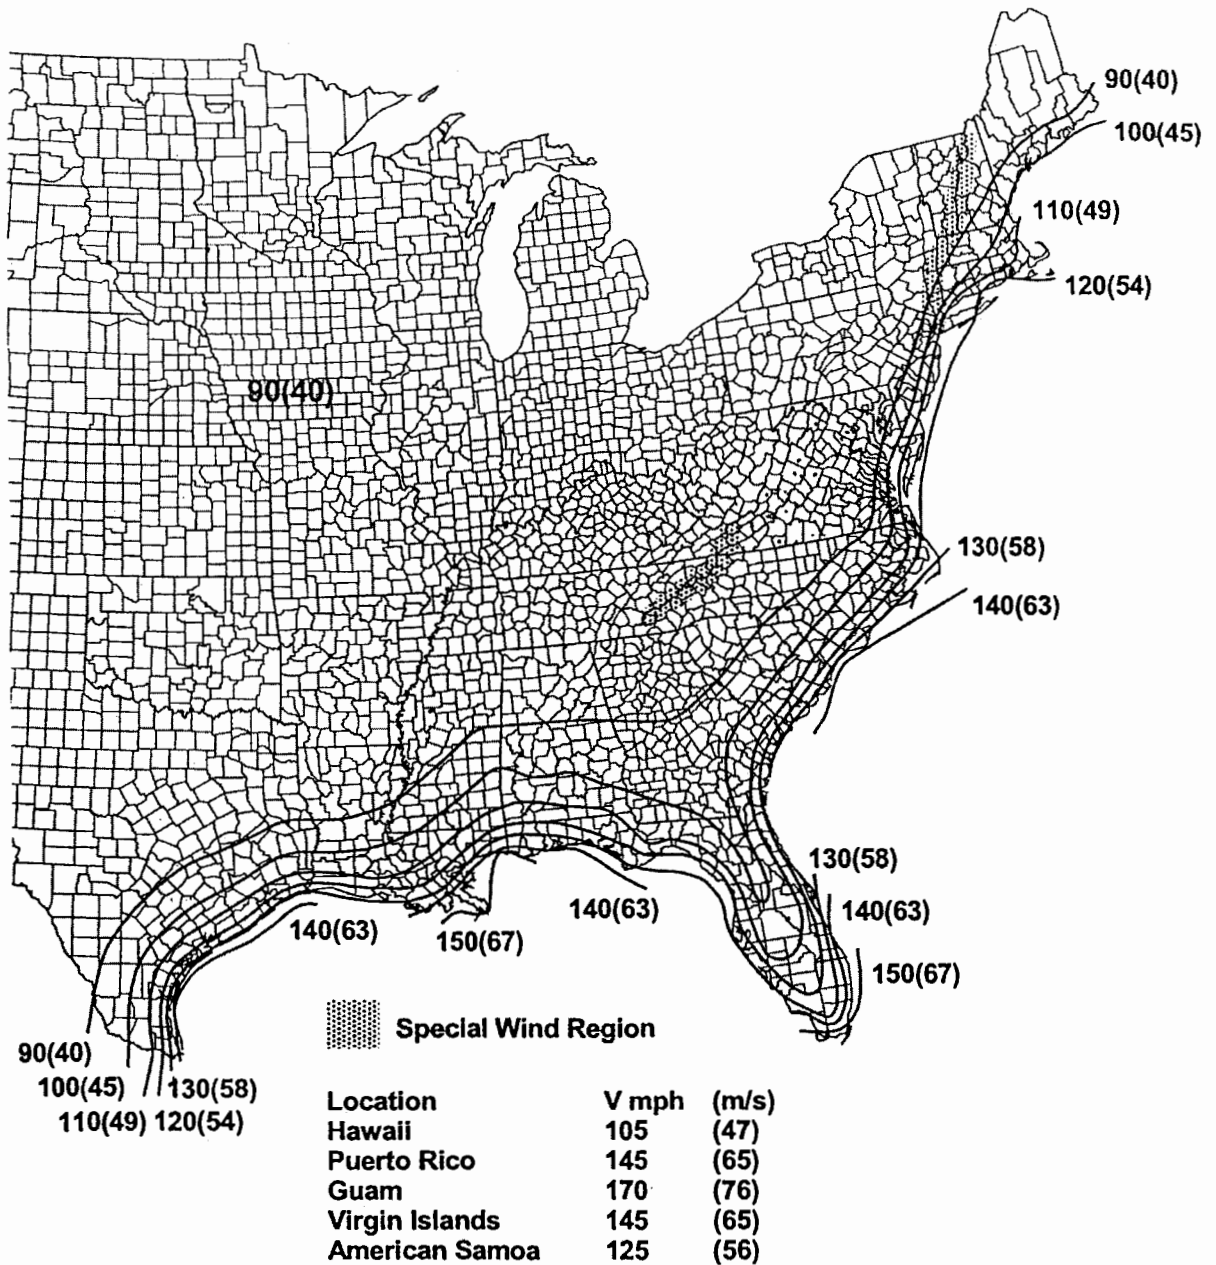 90(40)
100(45)
110(49)
120(54)
90(40)
130(58)
140(63)
130(58)
140(63)
140(63)
140(63)
150(67)
150(67)
Special Wind Region
90(40)
100(45)
130(58)
110(49)
120(54)
Location V mph (m/s)
Hawaii 105 (47)
Puerto Rico 145 (65)
Guam 170 (76)
Virgin Islands 145 (65)
American Samoa 125 (56)